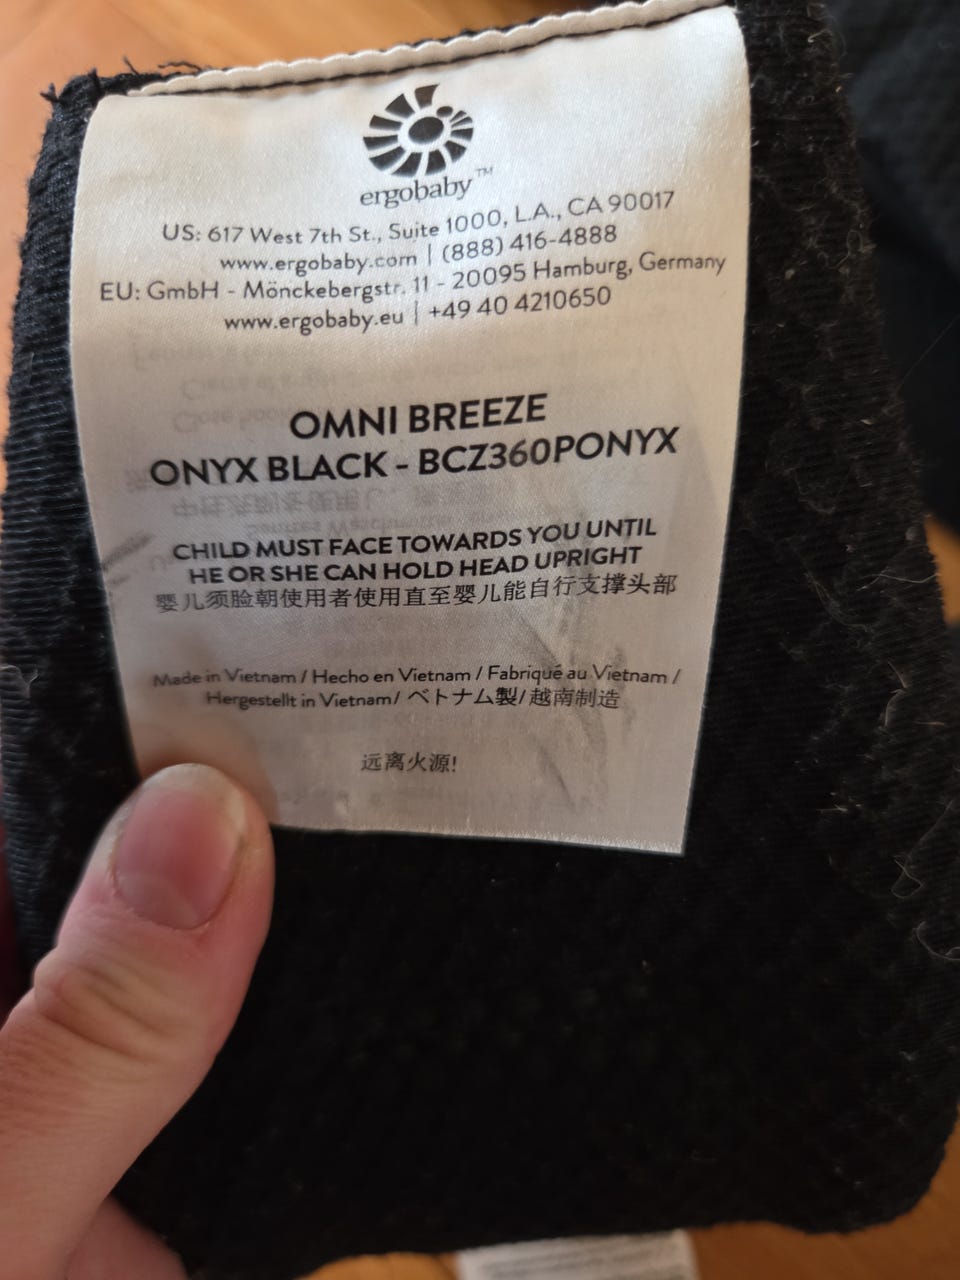 ergobaby™
US: 617 West 7th St., Suite 1000, L.A., CA 90017
www.ergobaby.com | (888) 416-4888
EU: GmbH - Mönckebergstr. 11 - 20095 Hamburg, Germany
www.ergobaby.eu | +49 40 4210650
OMNI BREEZE
ONYX BLACK - BCZ360PONYX
CHILD MUST FACE TOWARDS YOU UNTIL
HE OR SHE CAN HOLD HEAD UPRIGHT
婴儿须脸朝使用者使用直至婴儿能自行支撑头部
Made in Vietnam / Hecho en Vietnam / Fabriqué au Vietnam /
Hergestellt in Vietnam/ ベトナム製/ 越南制造
远离火源!